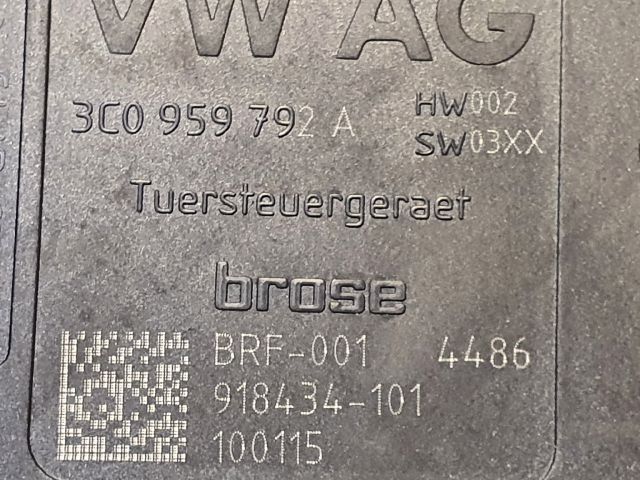 VW AG
3C0 959 792 A HW002
SW03XX
Tuersteuergeraet
brose
BRF-001 4486
918434-101
100115